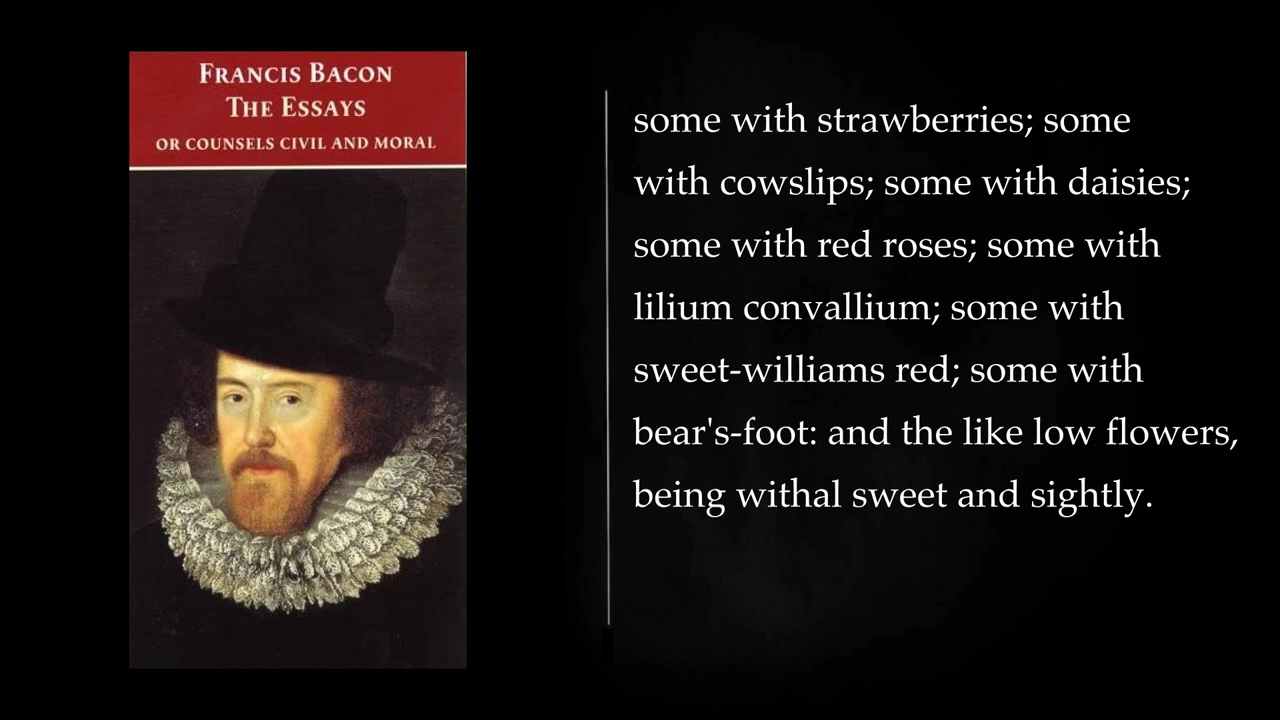 FRANCIS BACON
THE ESSAYS
OR COUNSELS CIVIL AND MORAL
some with strawberries; some
with cowslips; some with daisies;
some with red roses; some with
lilium convallium; some with
sweet-williams red; some with
bear's-foot: and the like low flowers,
being withal sweet and sightly.